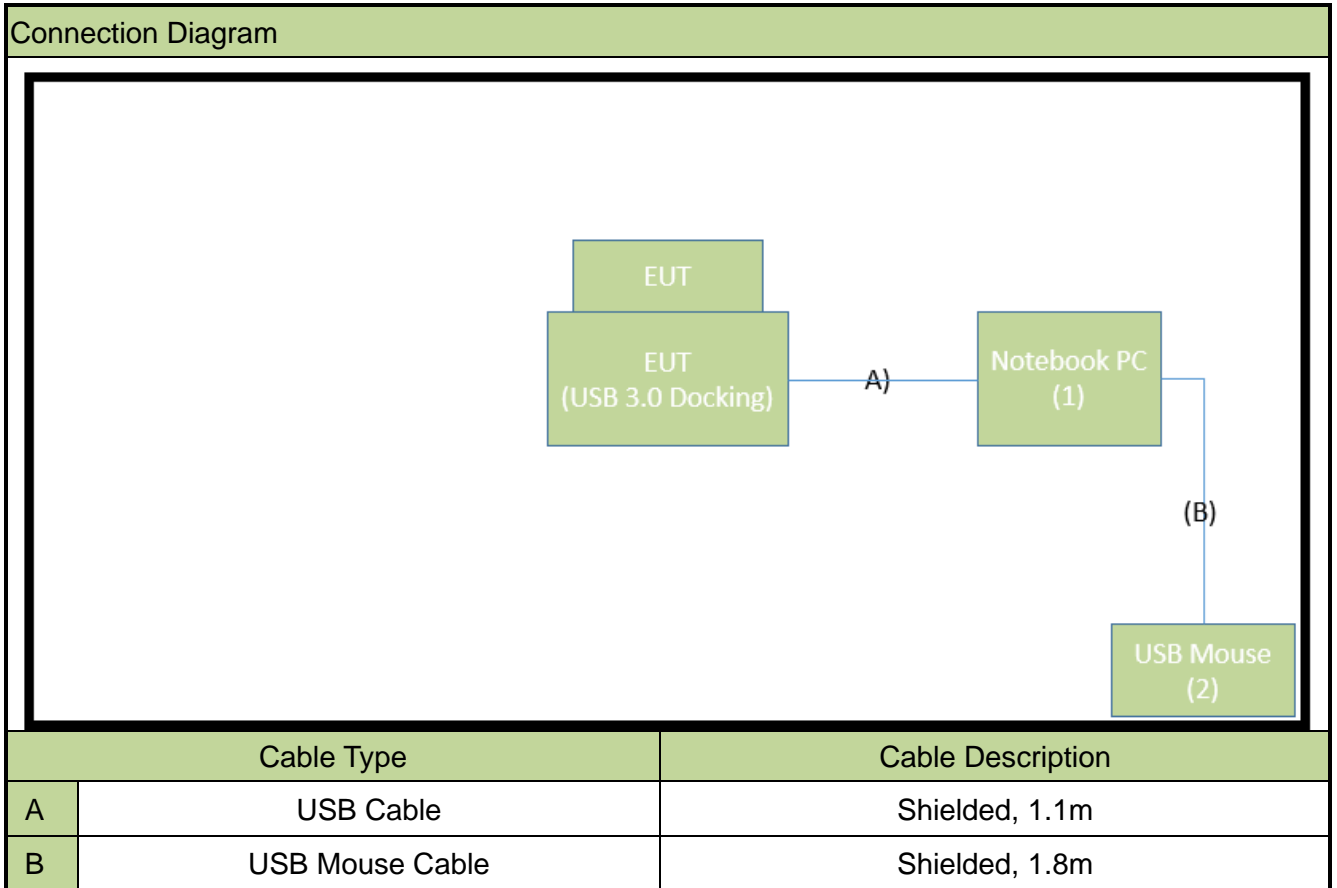 Connection Diagram
EUT
EUT
(USB 3.0 Docking)
A)
Notebook PC
(1)
(B)
USB Mouse
(2)
Cable Type Cable Description
A USB Cable Shielded, 1.1m
B USB Mouse Cable Shielded, 1.8m